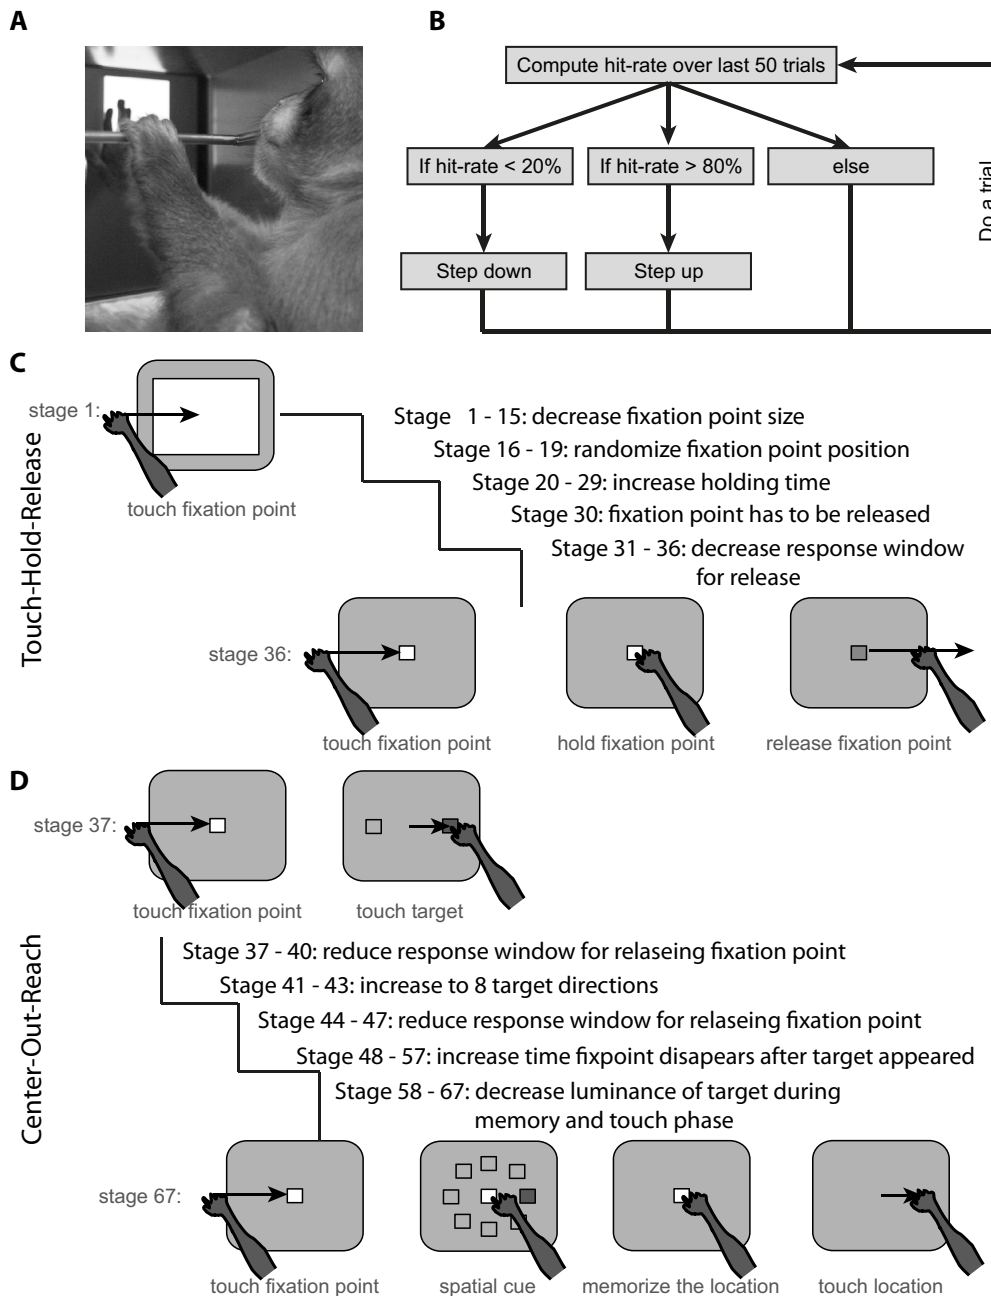 A
B
Compute hit-rate over last 50 trials
If hit-rate < 20%
If hit-rate > 80%
else
Do a trial
Step down
Step up
C
Touch-Hold-Release
stage 1:
touch fixation point
Stage 1 - 15: decrease fixation point size
Stage 16 - 19: randomize fixation point position
Stage 20 - 29: increase holding time
Stage 30: fixation point has to be released
Stage 31 - 36: decrease response window
for release
stage 36:
touch fixation point
hold fixation point
release fixation point
D
Center-Out-Reach
stage 37:
touch fixation point
touch target
Stage 37 - 40: reduce response window for relaseing fixation point
Stage 41 - 43: increase to 8 target directions
Stage 44 - 47: reduce response window for relaseing fixation point
Stage 48 - 57: increase time fixpoint disapears after target appeared
Stage 58 - 67: decrease luminance of target during
memory and touch phase
stage 67:
touch fixation point
spatial cue
memorize the location
touch location